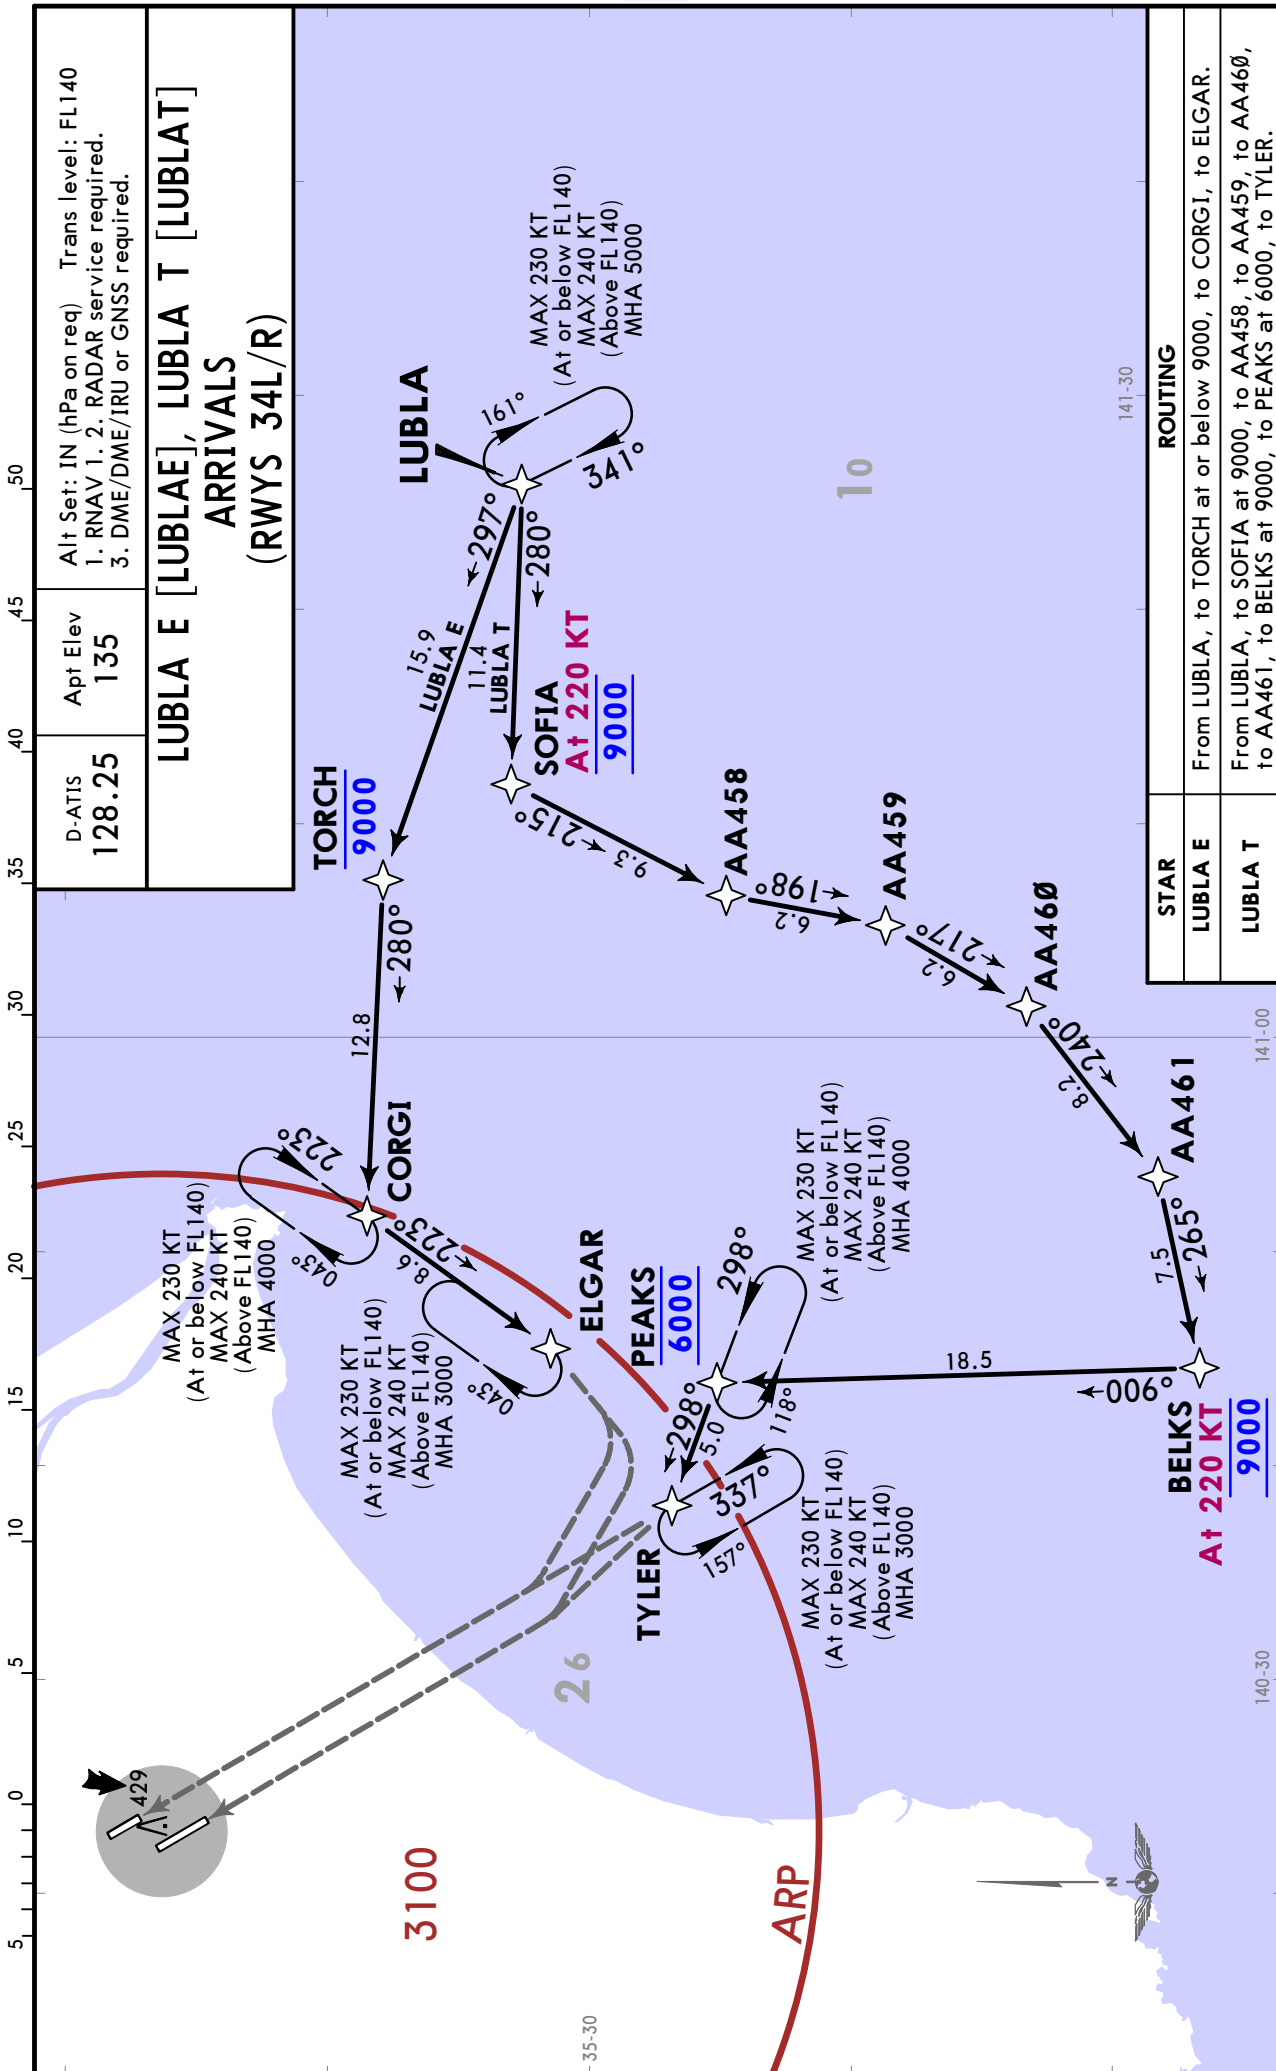 D-ATIS
128.25
Apt Elev
135
Alt Set: IN (hPa on req) Trans level: FL140
1. RNAV 1. 2. RADAR service required.
3. DME/DME/IRU or GNSS required.
LUBLA E [LUBLAE], LUBLA T [LUBLAT]
ARRIVALS
(RWYS 34L/R)
5
0
5
10
15
20
25
30
35
40
45
50
429
3100
ARP
35-30
26
10
140-30
141-00
141-30
N
LUBLA
161°
341°
MAX 230 KT
(At or below FL140)
MAX 240 KT
(Above FL140)
MHA 5000
297°
15.9
LUBLA E
280°
11.4
LUBLA T
TORCH
9000
280°
12.8
SOFIA
At 220 KT
9000
215°
9.3
AA458
198°
6.2
AA459
217°
6.2
AA46Ø
240°
8.2
AA461
265°
7.5
BELKS
At 220 KT
9000
006°
18.5
PEAKS
6000
298°
118°
MAX 230 KT
(At or below FL140)
MAX 240 KT
(Above FL140)
MHA 4000
298°
5.0
TYLER
337°
157°
MAX 230 KT
(At or below FL140)
MAX 240 KT
(Above FL140)
MHA 3000
CORGI
223°
043°
MAX 230 KT
(At or below FL140)
MAX 240 KT
(Above FL140)
MHA 4000
223°
8.6
ELGAR
043°
MAX 230 KT
(At or below FL140)
MAX 240 KT
(Above FL140)
MHA 3000
STAR
ROUTING
LUBLA E
From LUBLA, to TORCH at or below 9000, to CORGI, to ELGAR.
LUBLA T
From LUBLA, to SOFIA at 9000, to AA458, to AA459, to AA46Ø,
to AA461, to BELKS at 9000, to PEAKS at 6000, to TYLER.